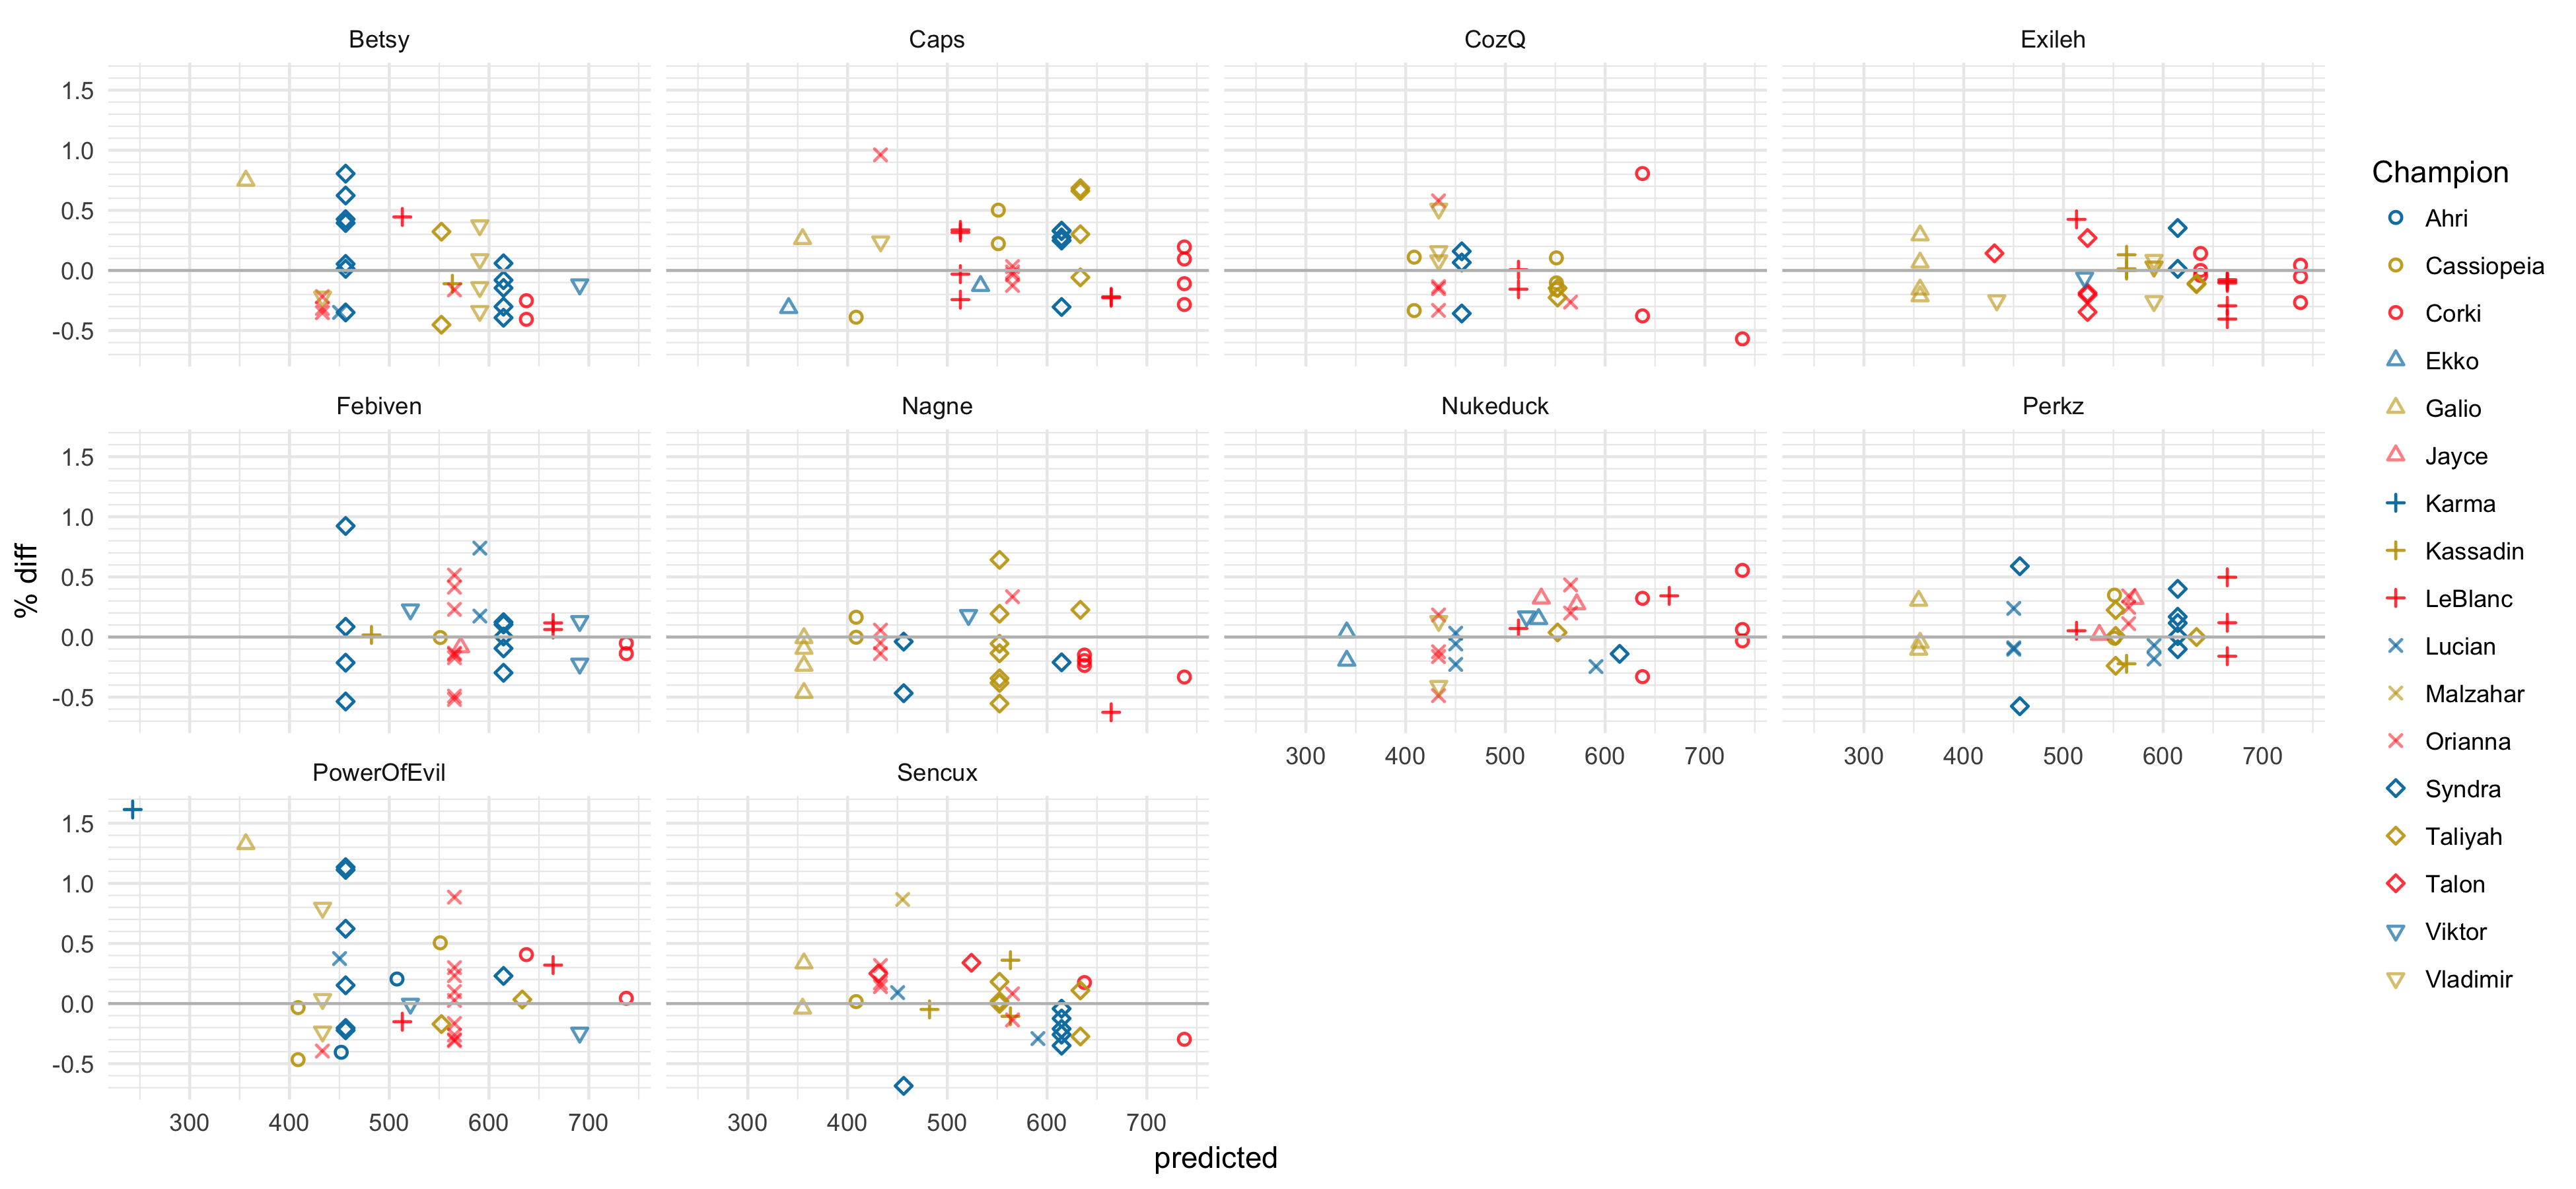 Betsy Caps CozQ Exileh
1.5
1.0
0.5
0.0
-0.5
Febiven Nagne Nukeduck Perkz
1.5
1.0
0.5
0.0
-0.5
300 400 500 600 700 300 400 500 600 700
PowerOfEvil Sencux
1.5
1.0
0.5
0.0
-0.5
300 400 500 600 700 300 400 500 600 700
predicted
% diff
Champion
Ahri
Cassiopeia
Corki
Ekko
Galio
Jayce
Karma
Kassadin
LeBlanc
Lucian
Malzahar
Orianna
Syndra
Taliyah
Talon
Viktor
Vladimir